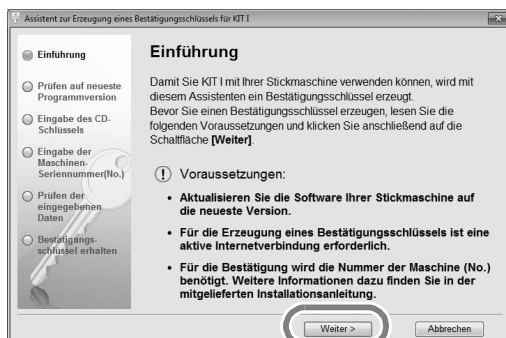 Assistent zur Erzeugung eines Bestätigungsschlüssels für KIT I
Einführung
Prüfen auf neueste
Programmversion
Eingabe des CD-
Schlüssels
Eingabe der
Maschinen-
Seriennummer(No.)
Prüfen der
eingegebenen
Daten
Bestätigungs-
schlüssel erhalten
Einführung
Damit Sie KIT I mit Ihrer Stickmaschine verwenden können, wird mit
diesem Assistenten ein Bestätigungsschlüssel erzeugt.
Bevor Sie einen Bestätigungsschlüssel erzeugen, lesen Sie die
folgenden Voraussetzungen und klicken Sie anschließend auf die
Schaltfläche [Weiter].
Voraussetzungen:
• Aktualisieren Sie die Software Ihrer Stickmaschine auf
die neueste Version.
• Für die Erzeugung eines Bestätigungsschlüssels ist eine
aktive Internetverbindung erforderlich.
• Für die Bestätigung wird die Nummer der Maschine (No.)
benötigt. Weitere Informationen dazu finden Sie in der
mitgelieferten Installationsanleitung.
Weiter >
Abbrechen